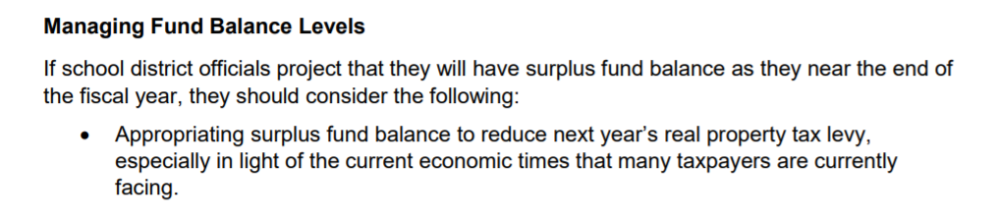 Managing Fund Balance Levels
If school district officials project that they will have surplus fund balance as they near the end of
the fiscal year, they should consider the following:
• Appropriating surplus fund balance to reduce next year’s real property tax levy,
especially in light of the current economic times that many taxpayers are currently
facing.